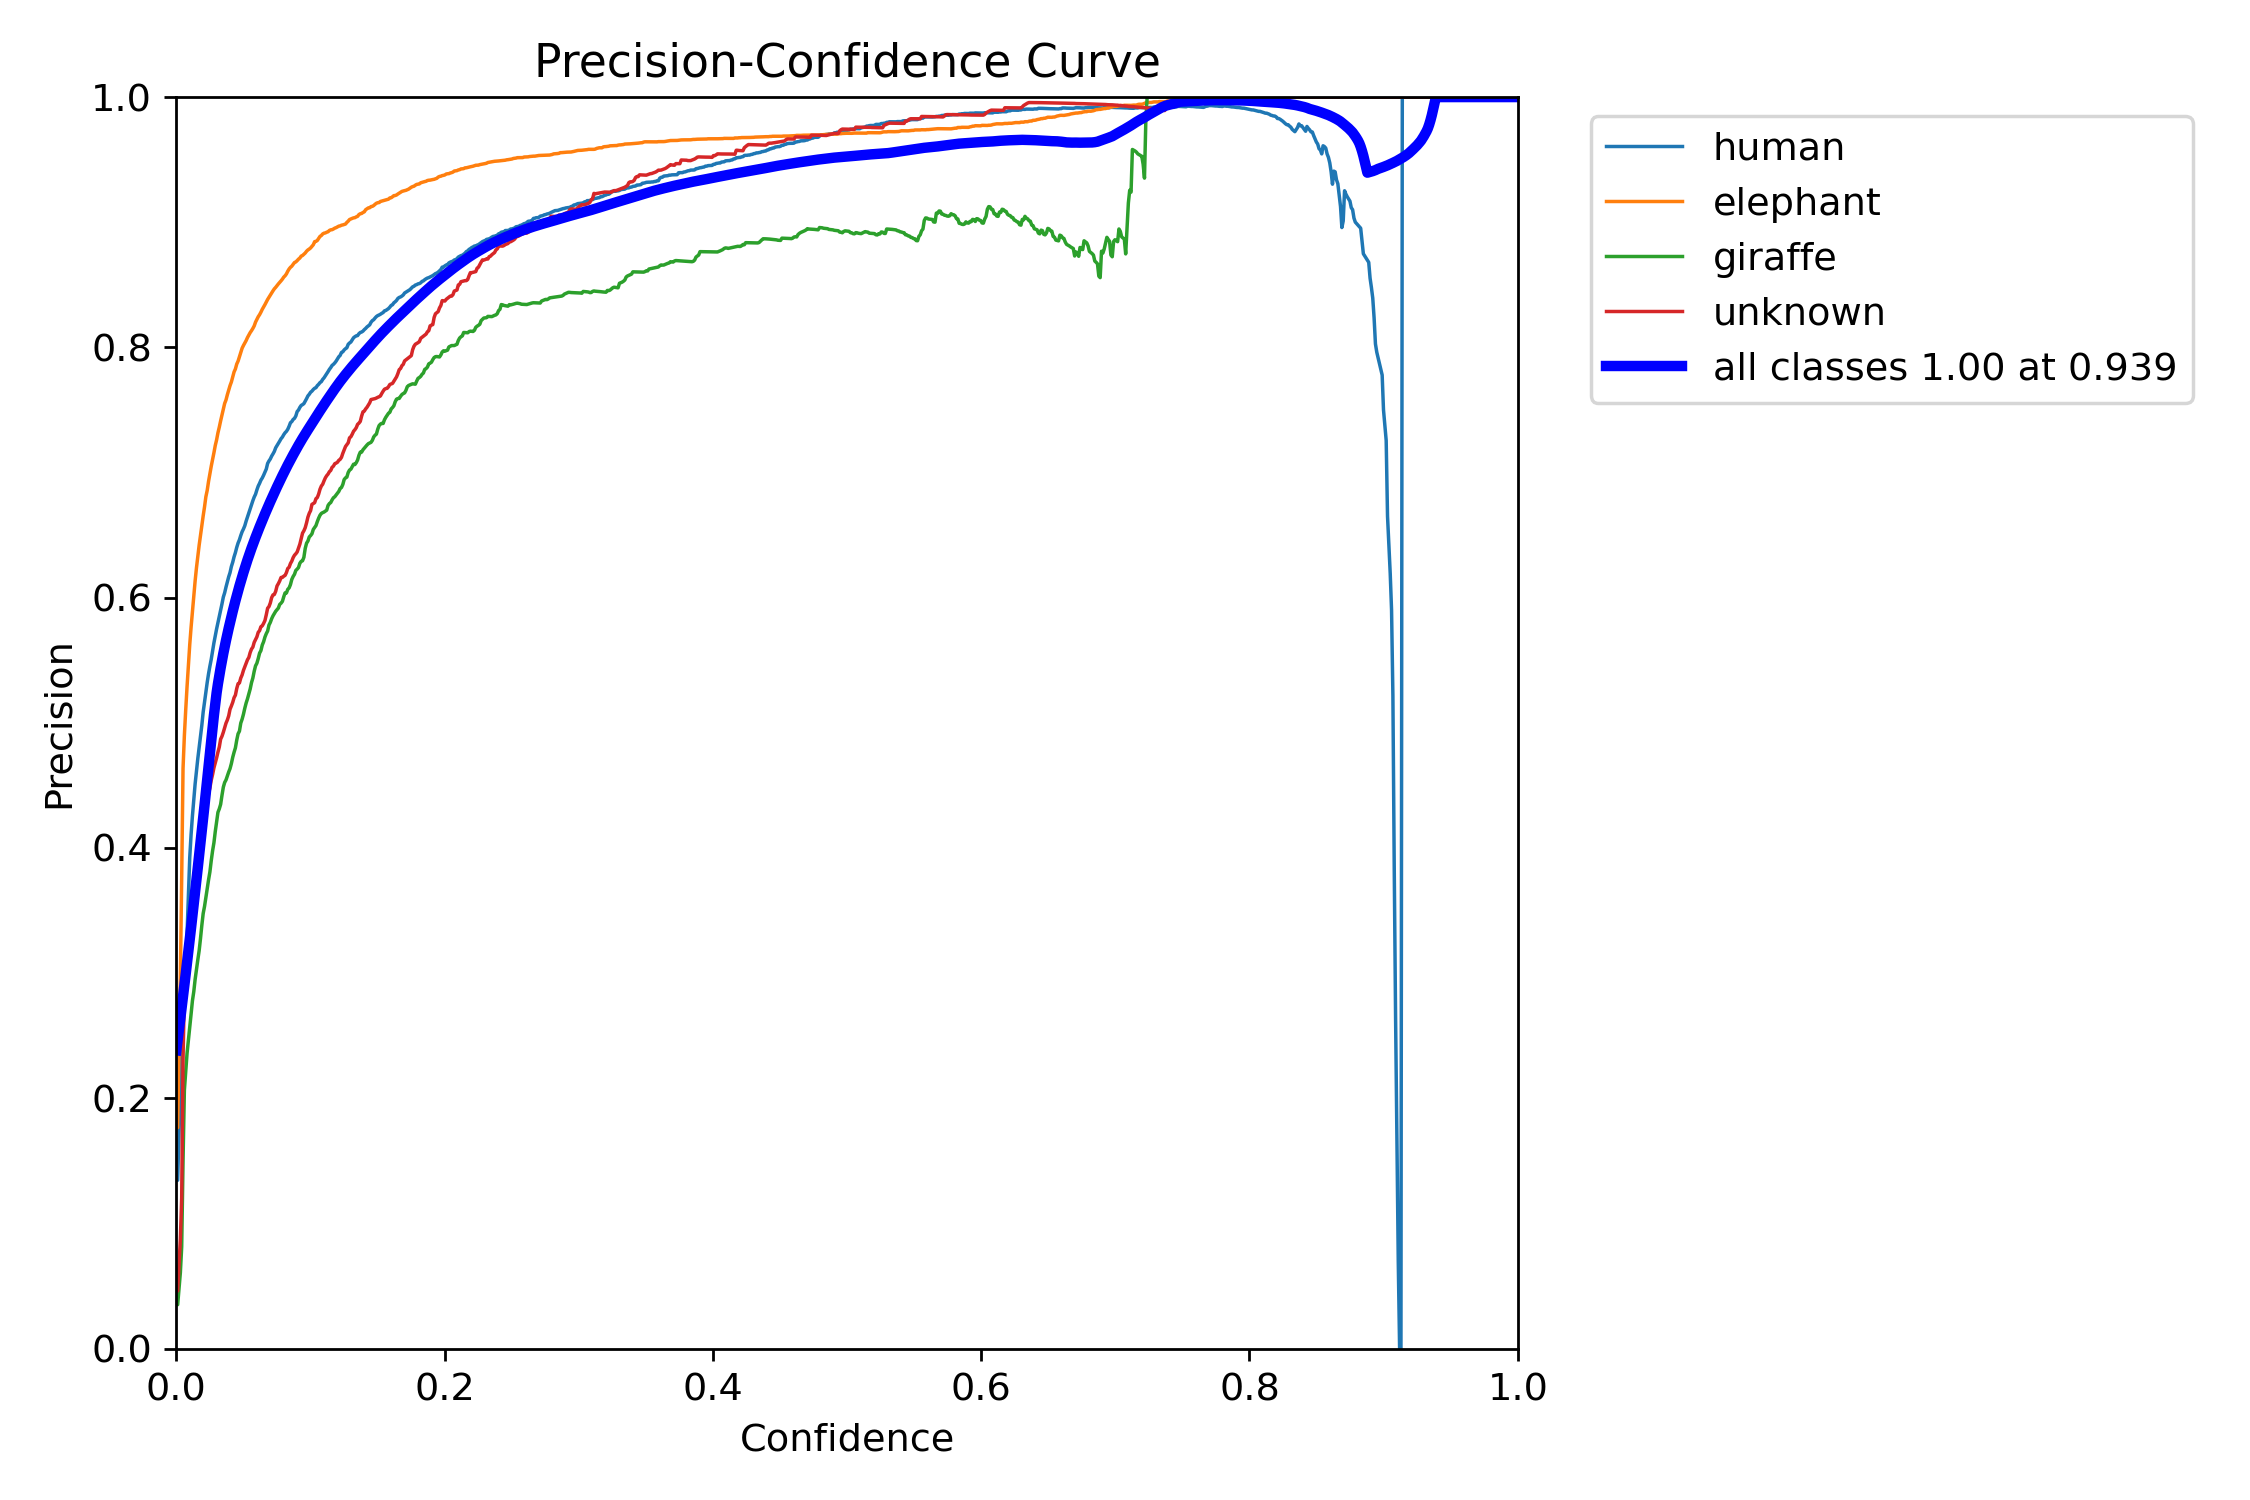 Precision-Confidence Curve
1.0
0.8
0.6
0.4
0.2
0.0
Precision
0.0 0.2 0.4 0.6 0.8 1.0
Confidence
human
elephant
giraffe
unknown
all classes 1.00 at 0.939